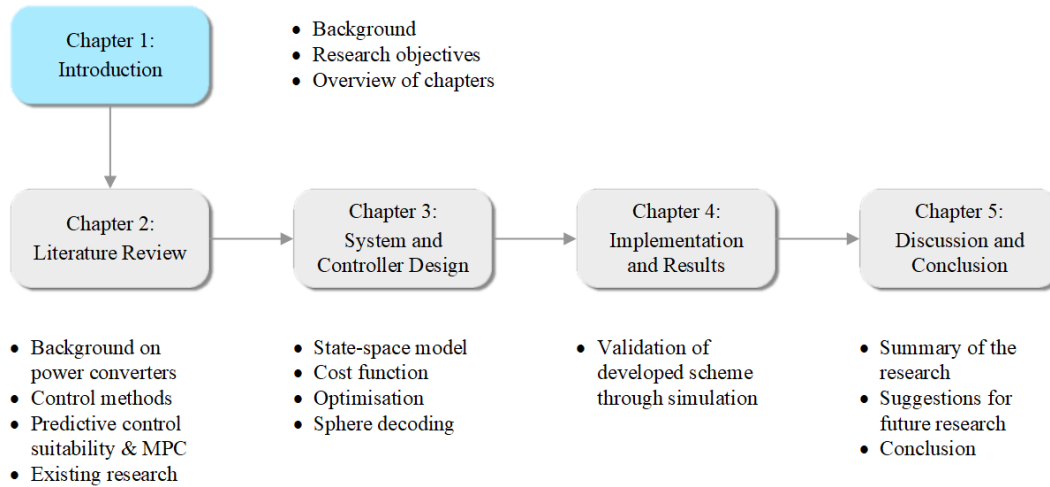 Chapter 1:
Introduction
• Background
• Research objectives
• Overview of chapters
Chapter 2:
Literature Review
Chapter 3:
System and
Controller Design
Chapter 4:
Implementation
and Results
Chapter 5:
Discussion and
Conclusion
• Background on
power converters
• Control methods
• Predictive control
suitability & MPC
• Existing research
• State-space model
• Cost function
• Optimisation
• Sphere decoding
• Validation of
developed scheme
through simulation
• Summary of the
research
• Suggestions for
future research
• Conclusion